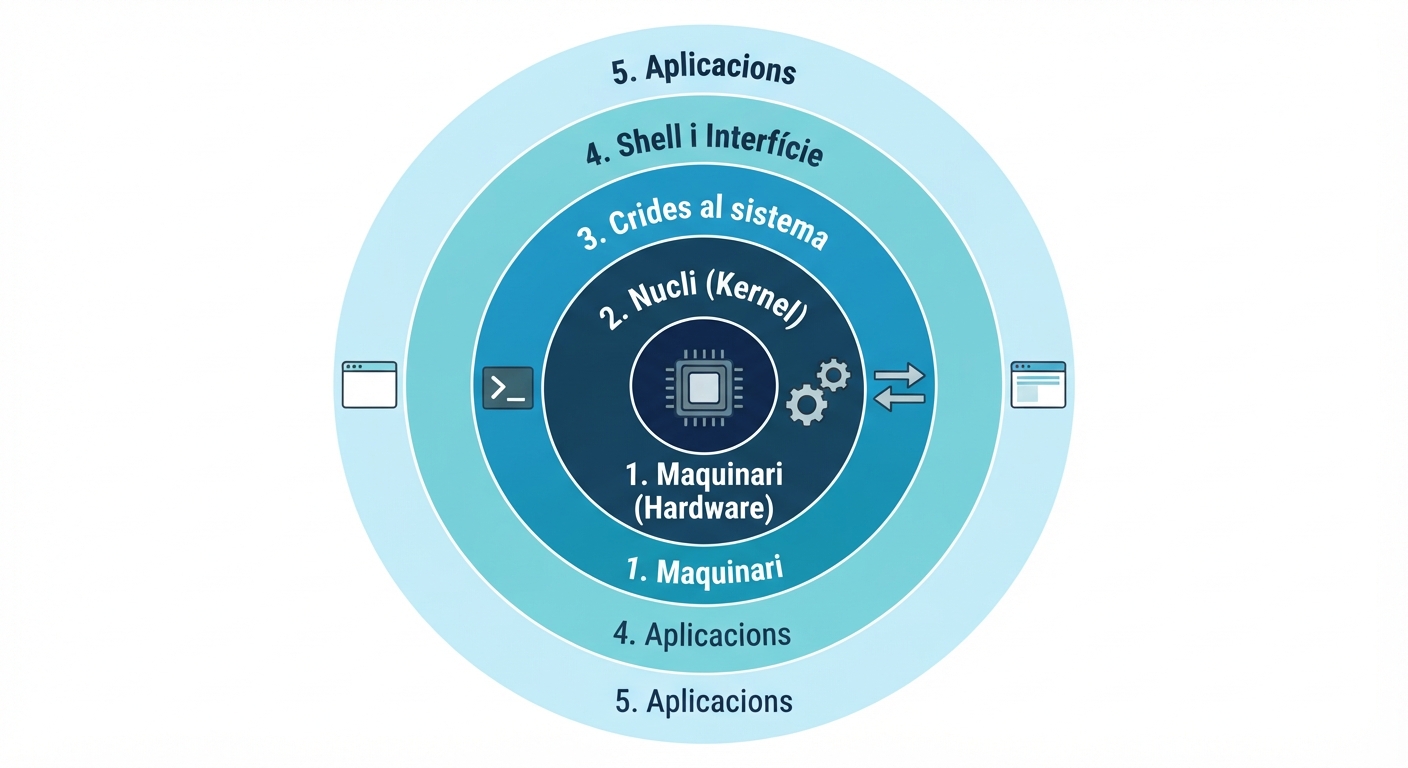 5. Aplicacions
4. Shell i Interfície
3. Crides al sistema
2. Nucli (Kernel)
1. Maquinari
(Hardware)
1. Maquinari
4. Aplicacions
5. Aplicacions